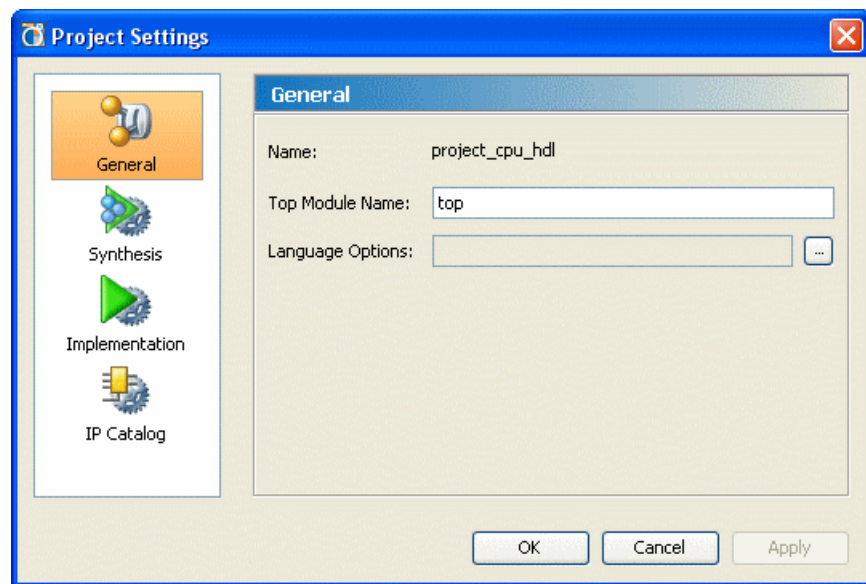 Project Settings
General
Synthesis
Implementation
IP Catalog
General
Name: project_cpu_hdl
Top Module Name: top
Language Options: ...
OK Cancel Apply